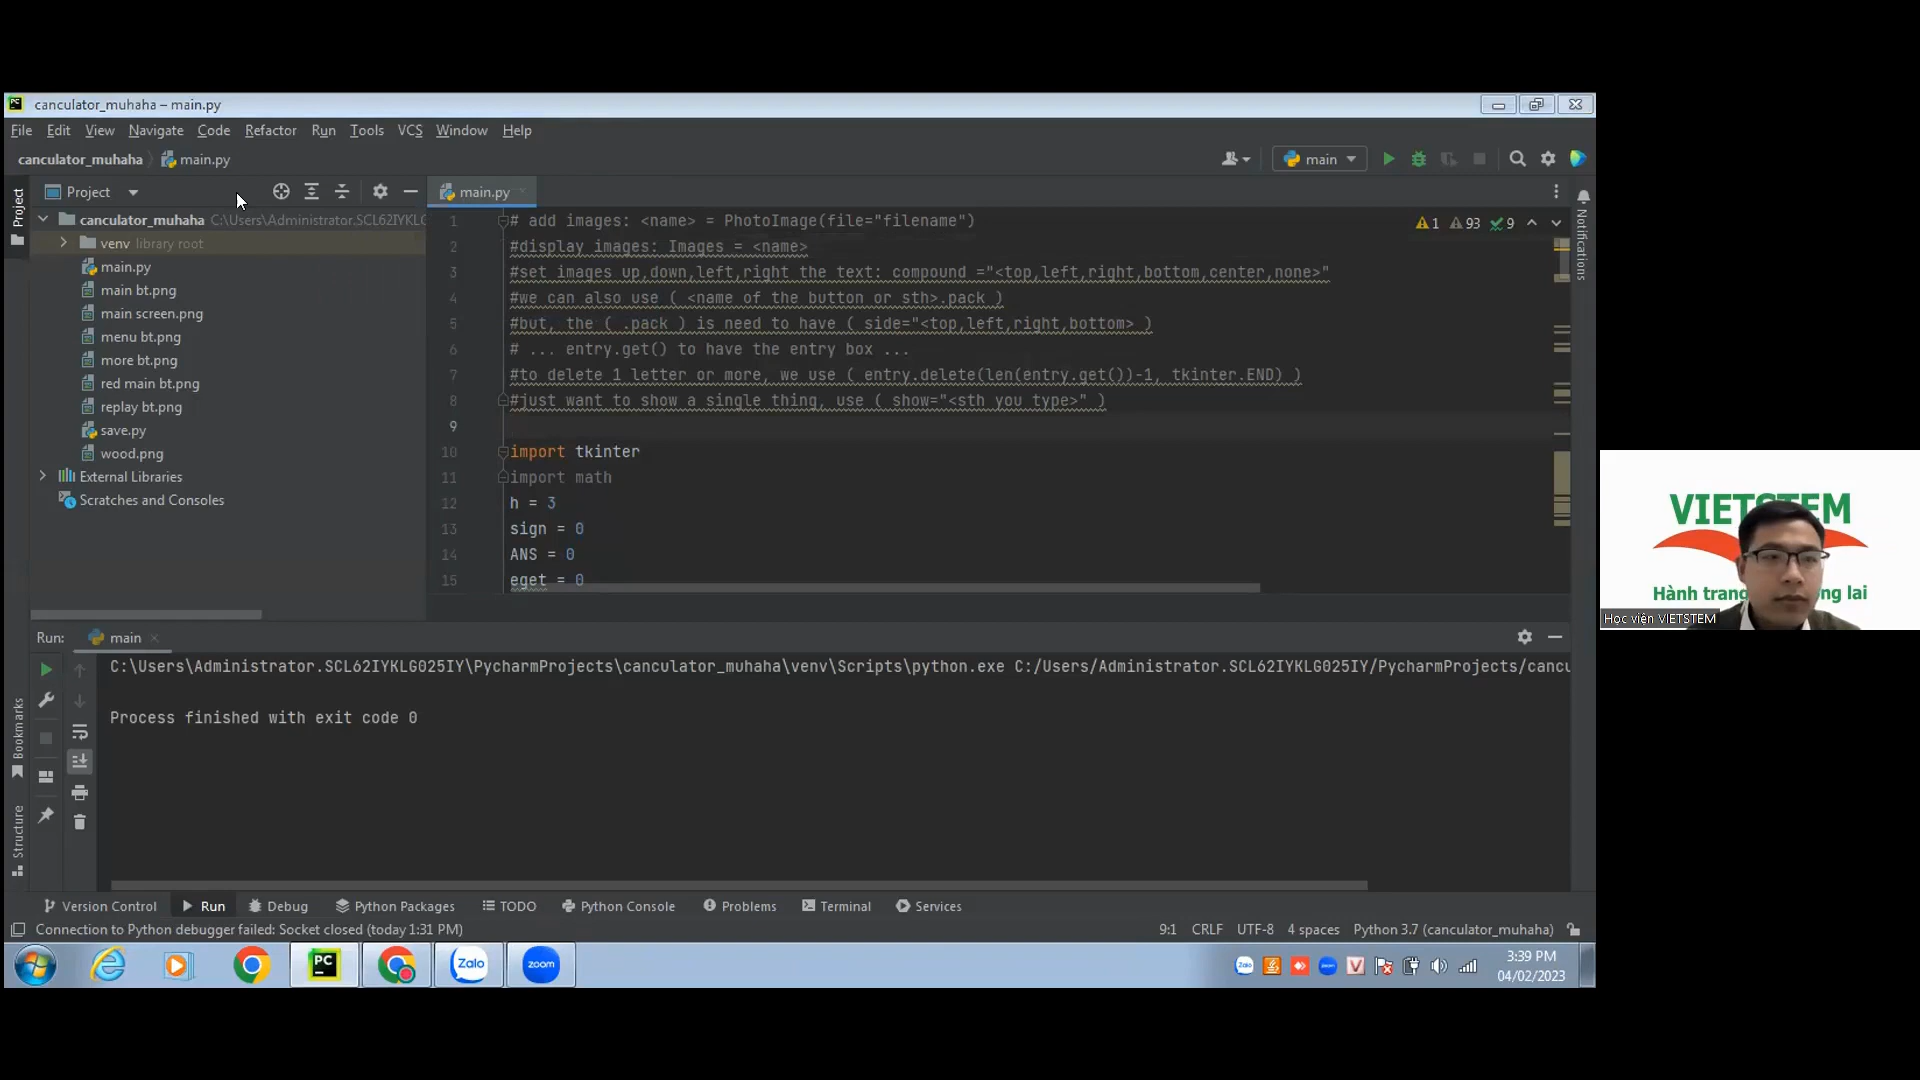 canculator_muhaha – main.py
File Edit View Navigate Code Refactor Run Tools VCS Window Help
canculator_muhaha main.py
main
Project
main.py
canculator_muhaha C:\Users\Administrator.SCL62IYKLG
venv library root
main.py
main bt.png
main screen.png
menu bt.png
more bt.png
red main bt.png
replay bt.png
save.py
wood.png
External Libraries
Scratches and Consoles
Project
Bookmarks
Structure
1 # add images: <name> = PhotoImage(file="filename")
2 #display images: Images = <name>
3 #set images up,down,left,right the text: compound ="<top,left,right,bottom,center,none>"
4 #we can also use ( <name of the button or sth>.pack )
5 #but, the ( .pack ) is need to have ( side="<top,left,right,bottom> )
6 # ... entry.get() to have the entry box ...
7 #to delete 1 letter or more, we use ( entry.delete(len(entry.get())-1, tkinter.END) )
8 #just want to show a single thing, use ( show="<sth you type>" )
9
10 import tkinter
11 import math
12 h = 3
13 sign = 0
14 ANS = 0
15 eget = 0
1 93 9
Notifications
Run: main
C:\Users\Administrator.SCL62IYKLG025IY\PycharmProjects\canculator_muhaha\venv\Scripts\python.exe C:/Users/Administrator.SCL62IYKLG025IY/PycharmProjects/cancu
Process finished with exit code 0
Version Control Run Debug Python Packages TODO Python Console Problems Terminal Services
Connection to Python debugger failed: Socket closed (today 1:31 PM)
9:1 CRLF UTF-8 4 spaces Python 3.7 (canculator_muhaha)
PC
Zalo
zoom
3:39 PM
04/02/2023
VIETSTEM
Hành trang
ng lai
Học viện VIETSTEM